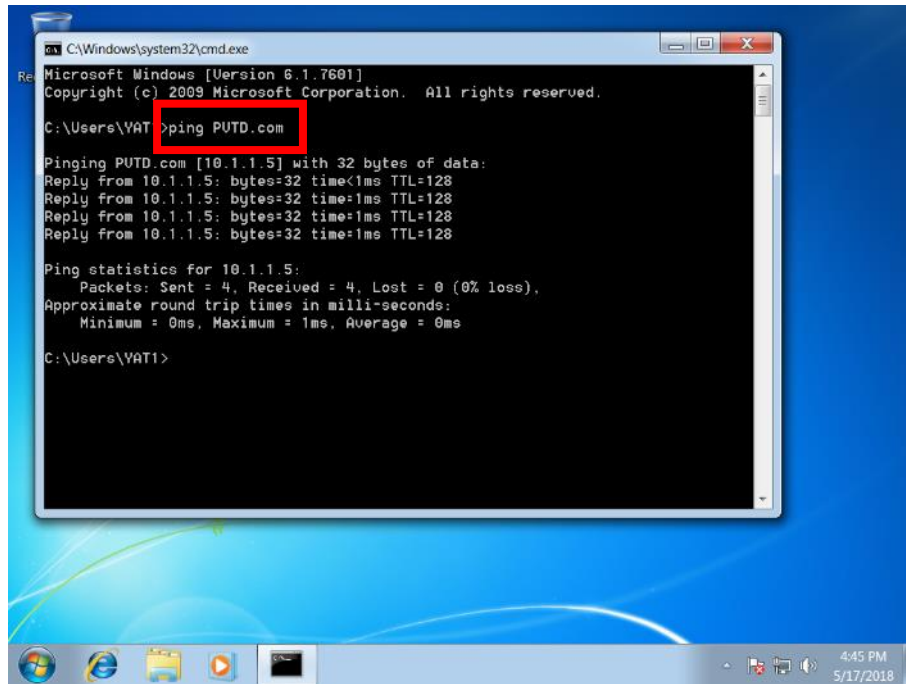 C:\Windows\system32\cmd.exe
Re
Microsoft Windows [Version 6.1.7601]
Copyright (c) 2009 Microsoft Corporation.  All rights reserved.
C:\Users\YAT >ping PVTD.com
Pinging PVTD.com [10.1.1.5] with 32 bytes of data:
Reply from 10.1.1.5: bytes=32 time<1ms TTL=128
Reply from 10.1.1.5: bytes=32 time=1ms TTL=128
Reply from 10.1.1.5: bytes=32 time=1ms TTL=128
Reply from 10.1.1.5: bytes=32 time=1ms TTL=128
Ping statistics for 10.1.1.5:
    Packets: Sent = 4, Received = 4, Lost = 0 (0% loss),
Approximate round trip times in milli-seconds:
    Minimum = 0ms, Maximum = 1ms, Average = 0ms
C:\Users\YAT1>
4:45 PM
5/17/2018